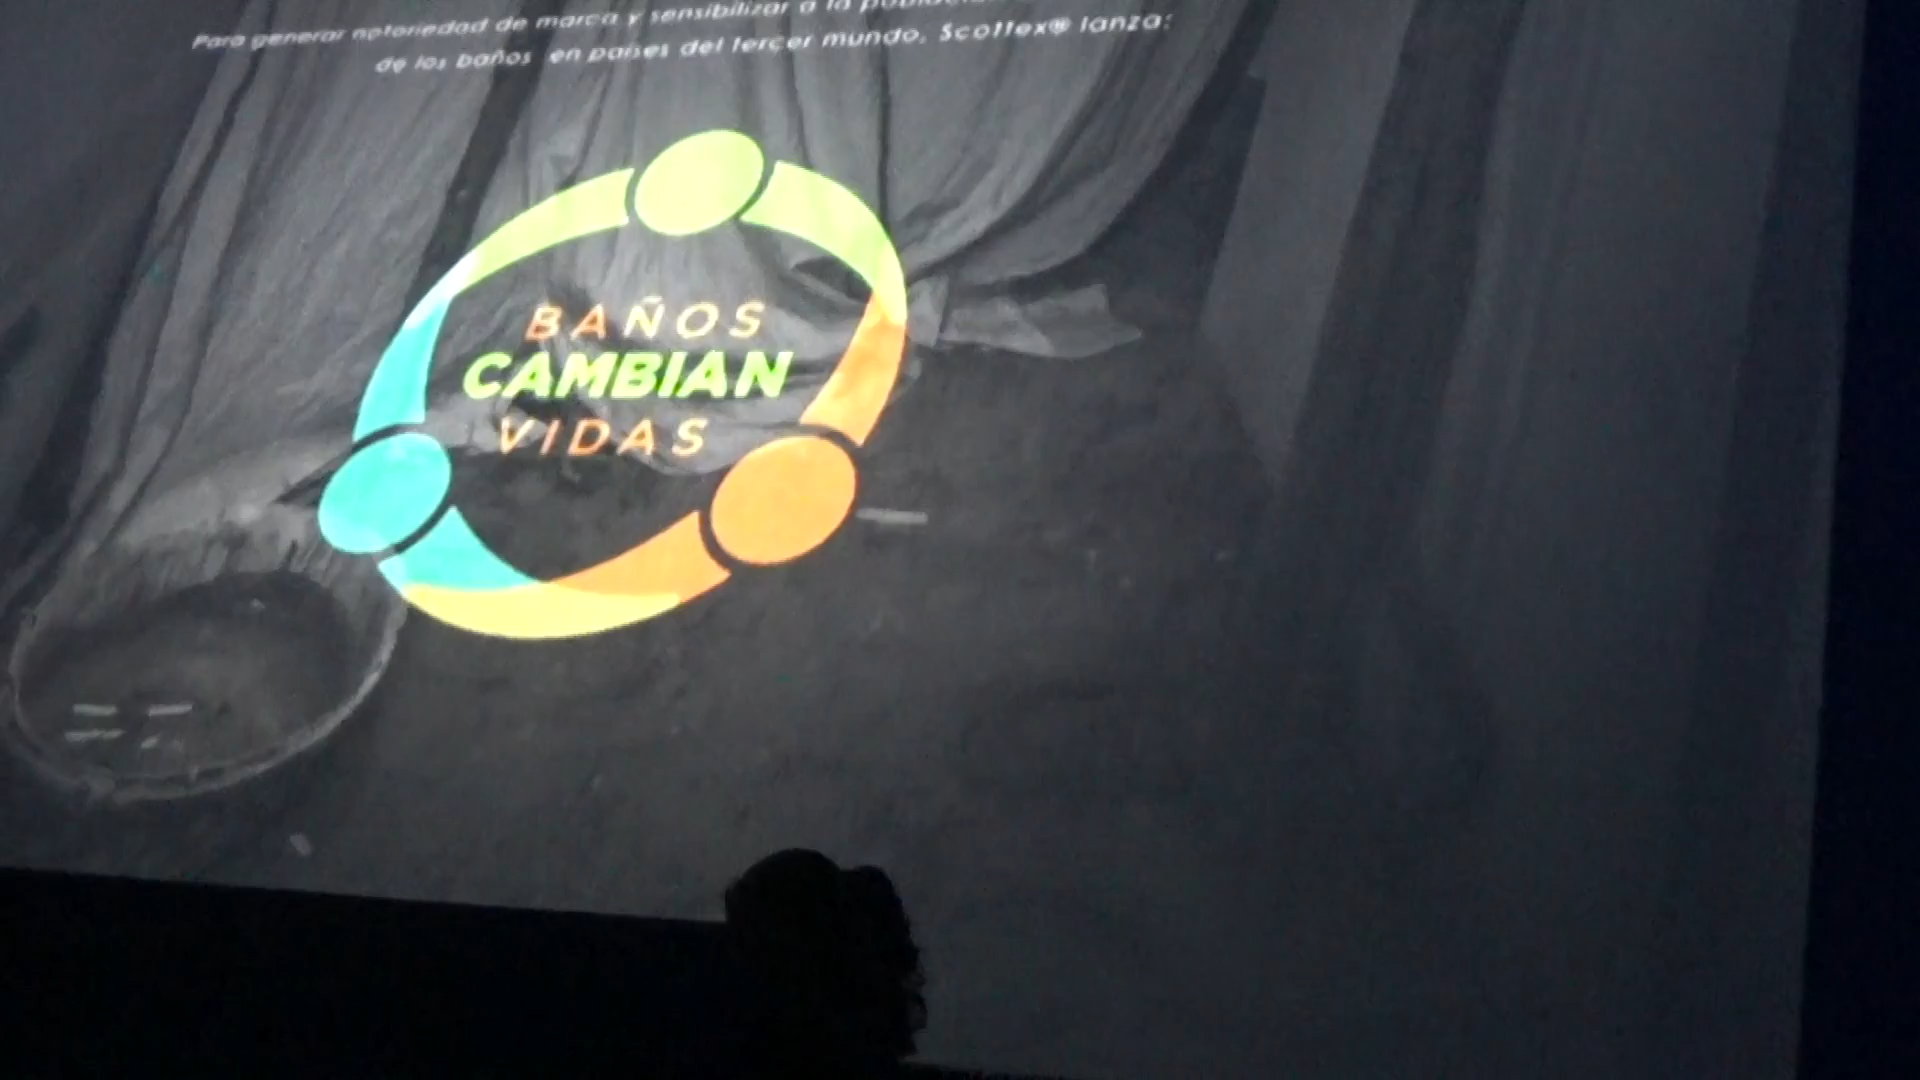 Para generar notoriedad de marca y sensibilizar a la
de los baños en países del tercer mundo, Scottex® lanza:
BAÑOS
CAMBIAN
VIDAS